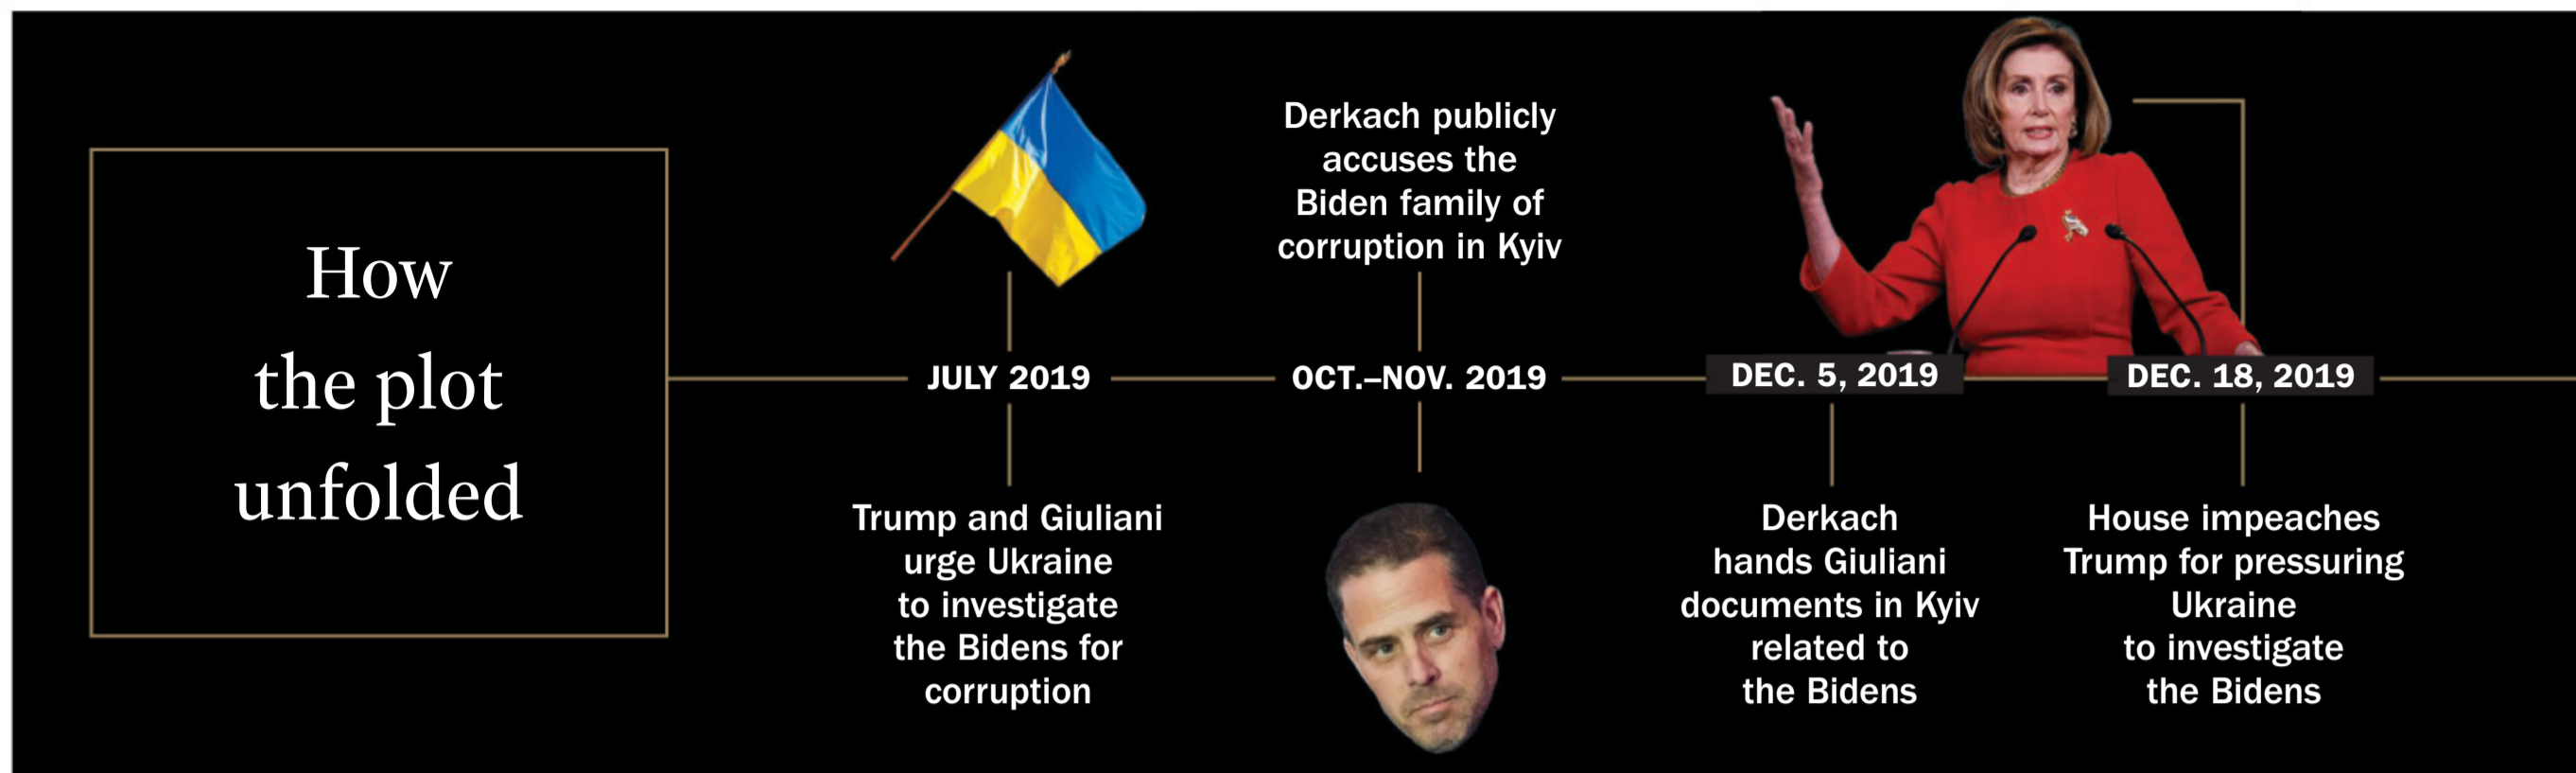 How
the plot
unfolded
JULY 2019
Trump and Giuliani
urge Ukraine
to investigate
the Bidens for
corruption
Derkach publicly
accuses the
Biden family of
corruption in Kyiv
OCT.–NOV. 2019
DEC. 5, 2019
Derkach
hands Giuliani
documents in Kyiv
related to
the Bidens
DEC. 18, 2019
House impeaches
Trump for pressuring
Ukraine
to investigate
the Bidens